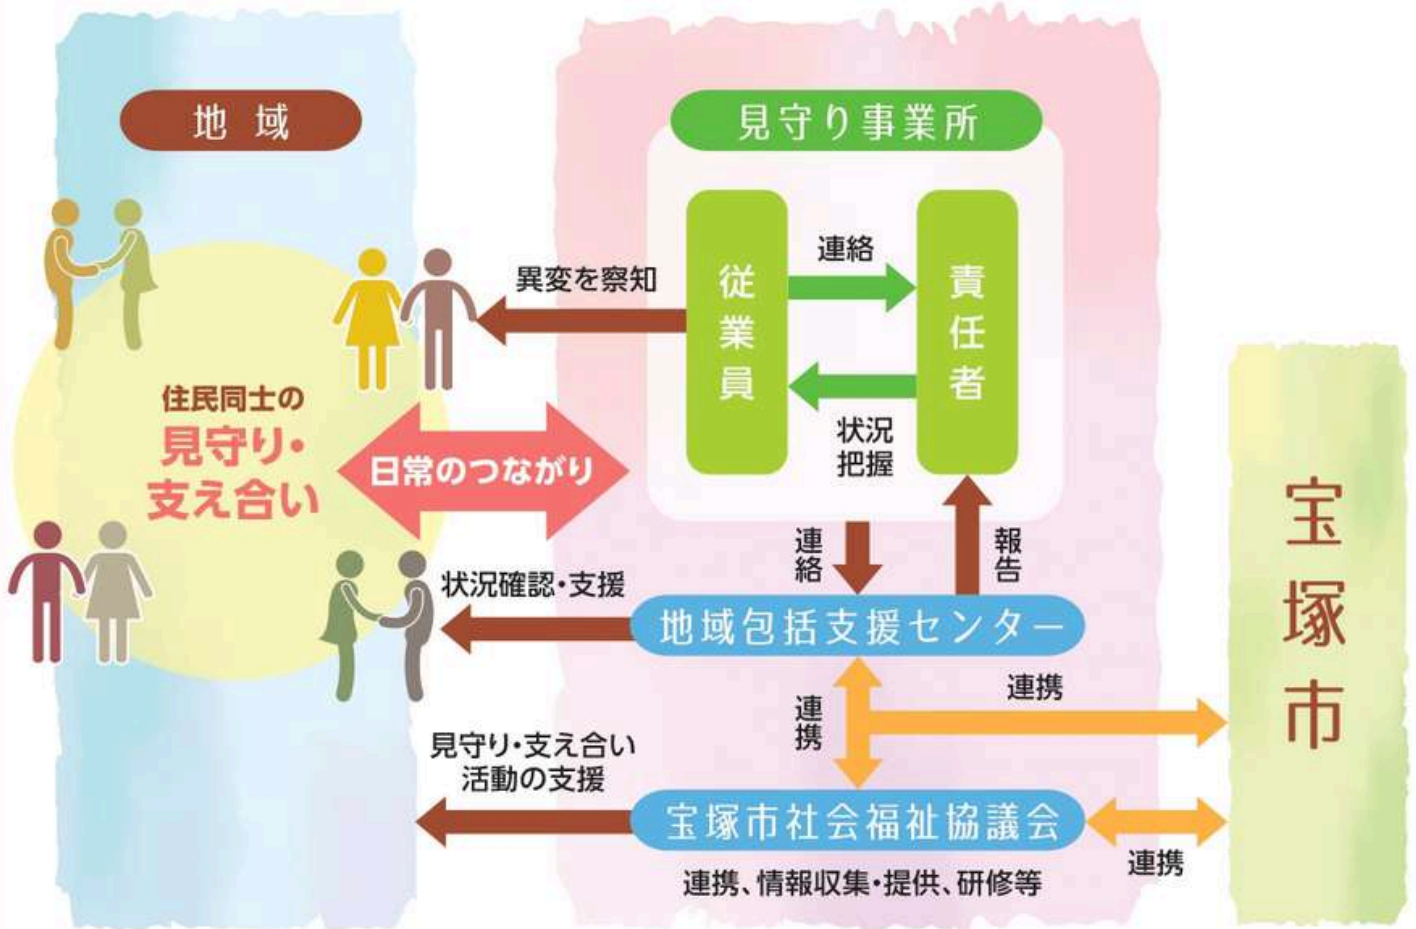 地域
見守り事業所
従業員
連絡
責任者
状況
把握
異変を察知
住民同士の
見守り・
支え合い
日常のつながり
連絡
報告
状況確認・支援
地域包括支援センター
連携
連携
見守り・支え合い
活動の支援
宝塚市社会福祉協議会
連携
連携、情報収集・提供、研修等
宝塚市